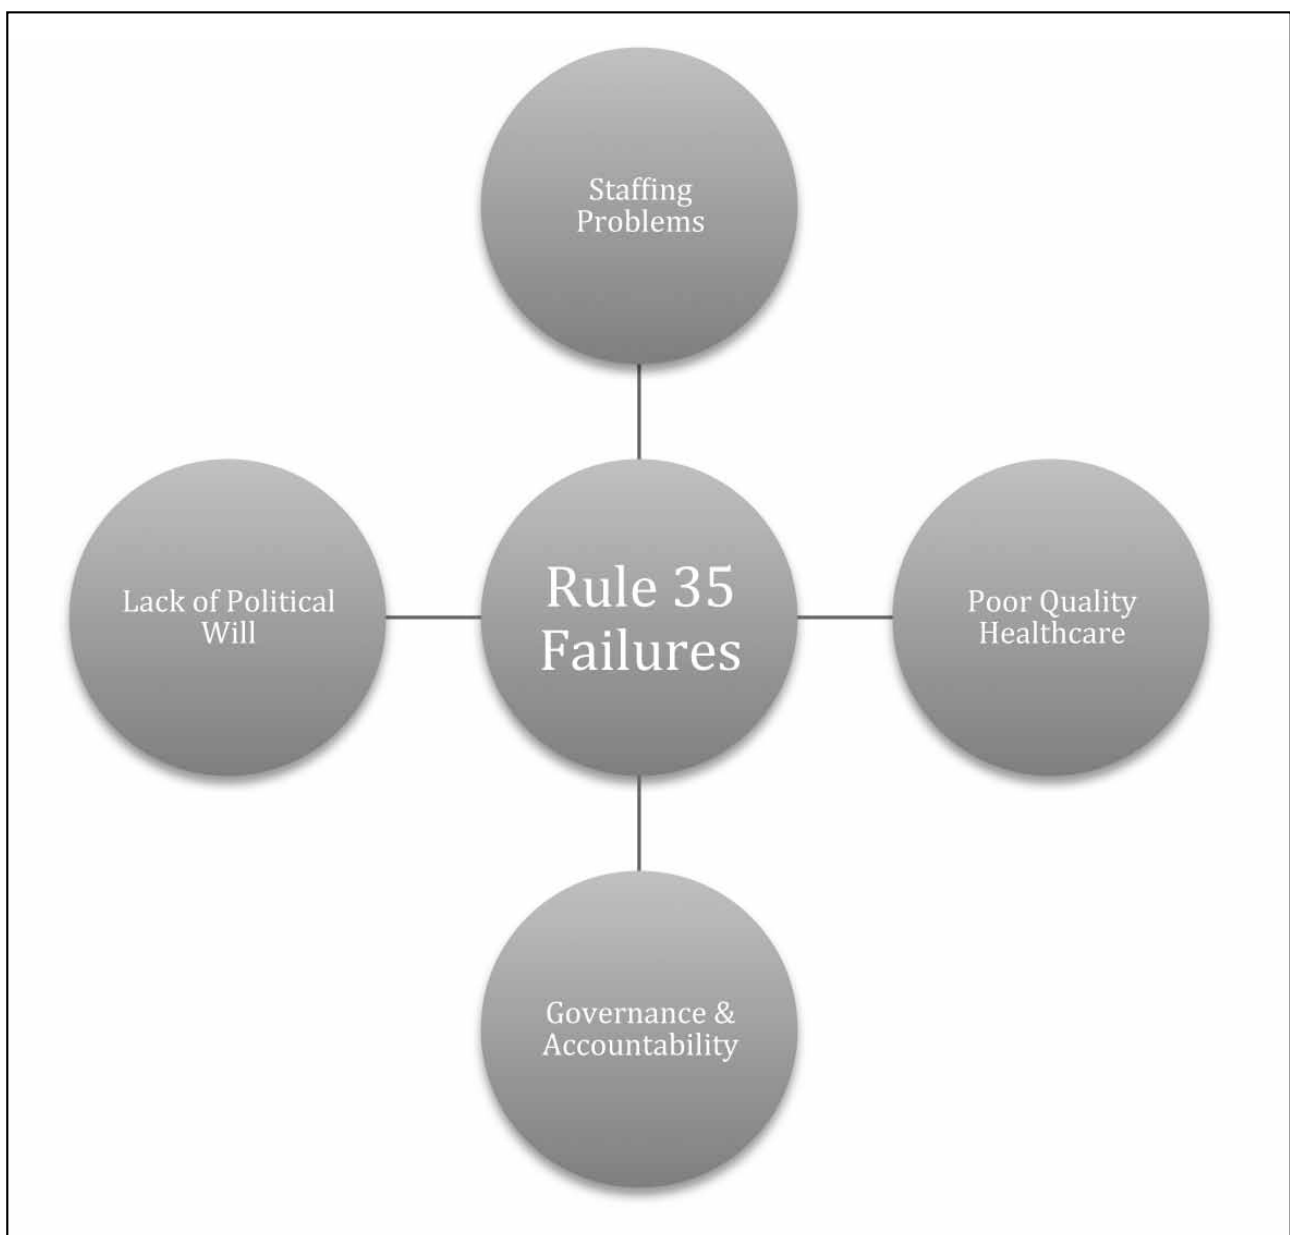 Staffing
Problems
Lack of Political
Will
Rule 35
Failures
Poor Quality
Healthcare
Governance &
Accountability